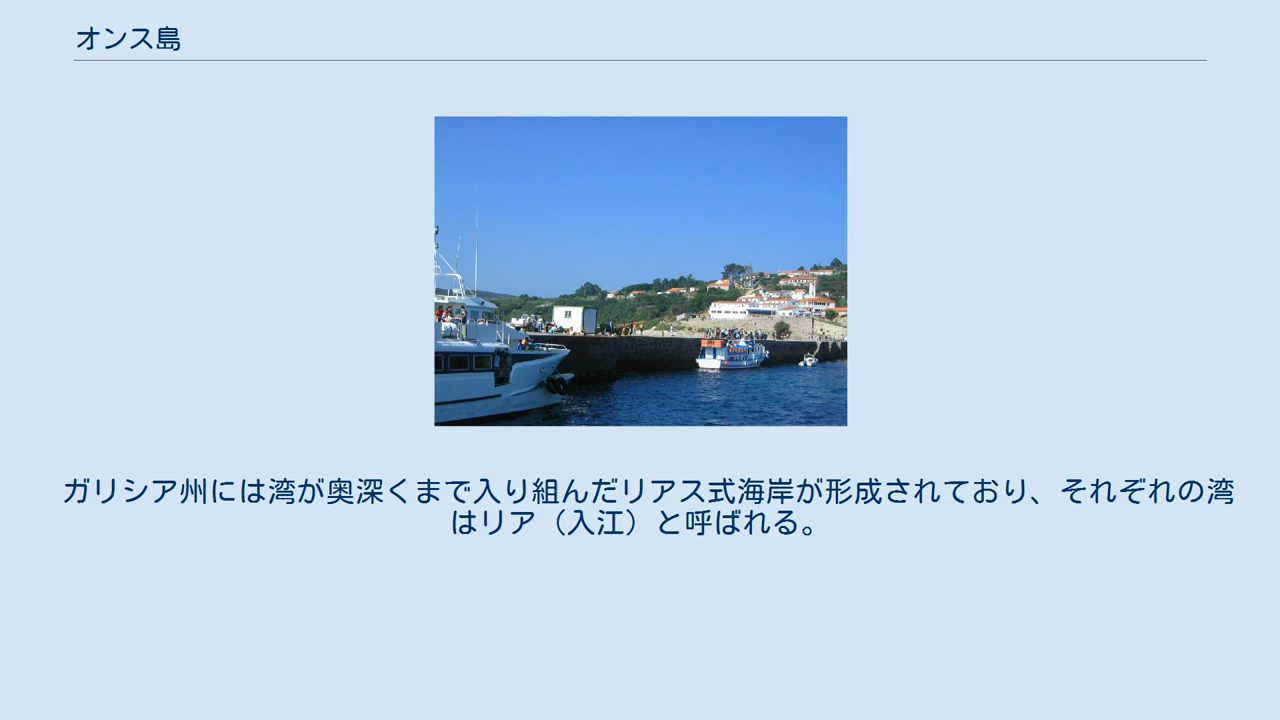 オンス島
ガリシア州には湾が奥深くまで入り組んだリアス式海岸が形成されており、それぞれの湾
はリア（入江）と呼ばれる。